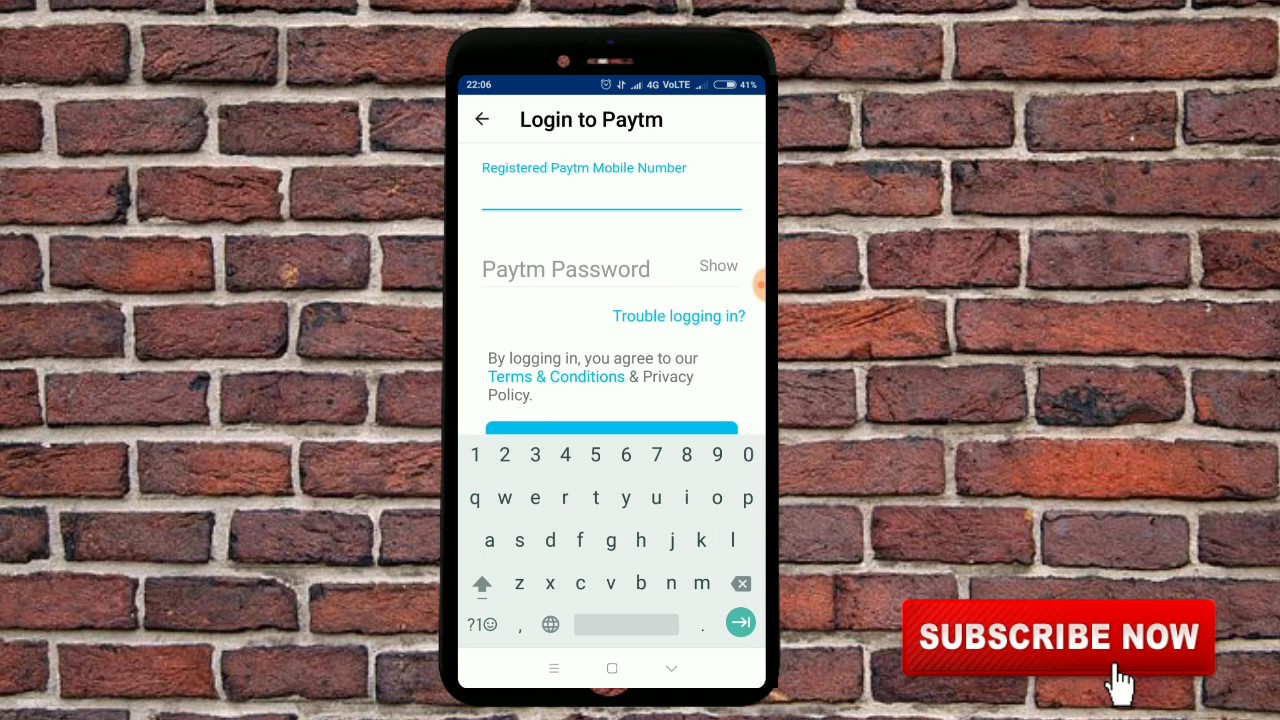 22:06 4G VoLTE 41%
Login to Paytm
Registered Paytm Mobile Number
Paytm Password Show
Trouble logging in?
By logging in, you agree to our
Terms & Conditions & Privacy
Policy.
1 2 3 4 5 6 7 8 9 0
q w e r t y u i o p
a s d f g h j k l
z x c v b n m
?1☺ , .
SUBSCRIBE NOW